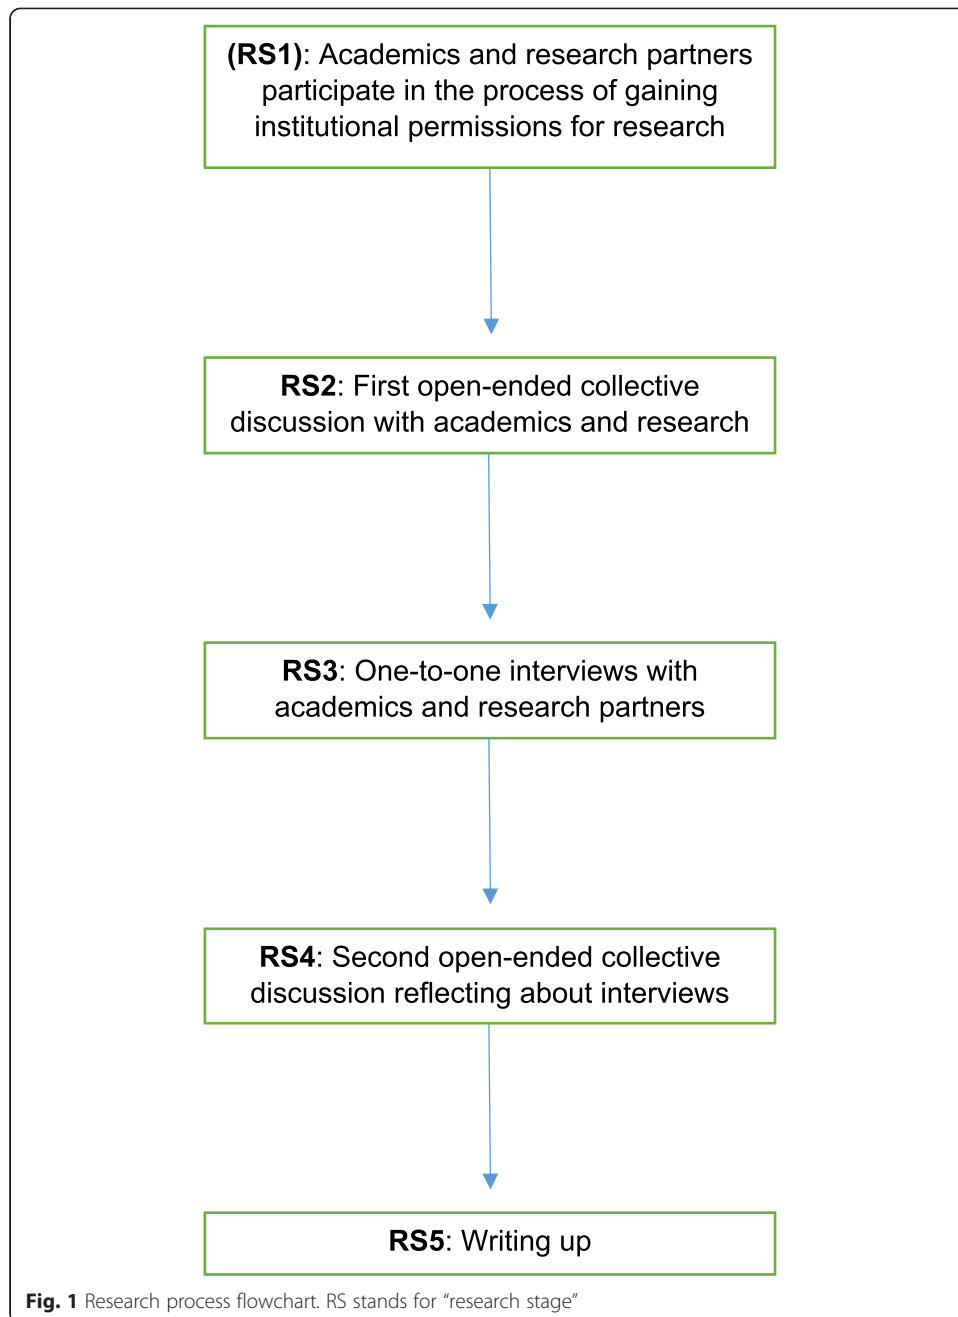 (RS1): Academics and research partners
participate in the process of gaining
institutional permissions for research
RS2: First open-ended collective
discussion with academics and research
RS3: One-to-one interviews with
academics and research partners
RS4: Second open-ended collective
discussion reflecting about interviews
RS5: Writing up
Fig. 1 Research process flowchart. RS stands for “research stage”